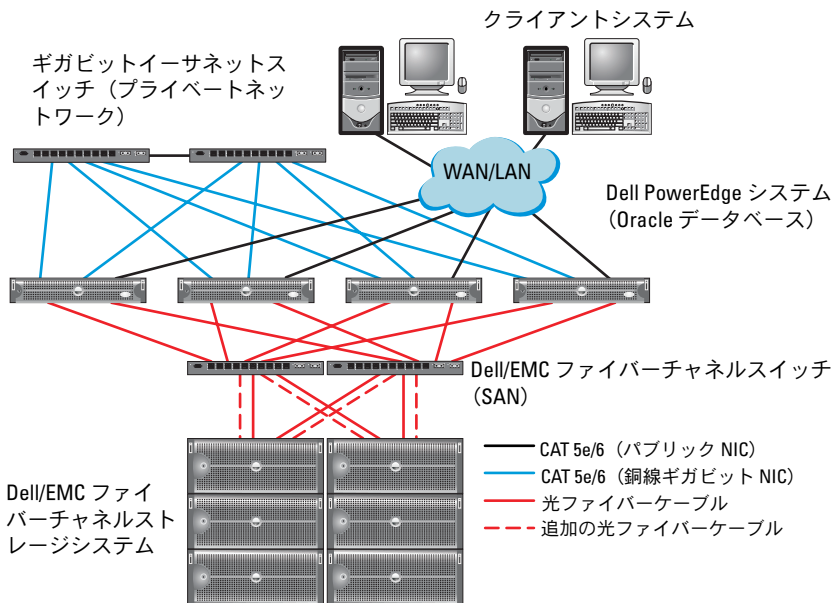 クライアントシステム
ギガビットイーサネットス
イッチ（プライベートネッ
トワーク）
WAN/LAN
Dell PowerEdge システム
（Oracle データベース）
Dell/EMC ファイバーチャネルスイッチ
（SAN）
CAT 5e/6（パブリック NIC）
CAT 5e/6（銅線ギガビット NIC）
光ファイバーケーブル
追加の光ファイバーケーブル
Dell/EMC ファイ
バーチャネルスト
レージシステム